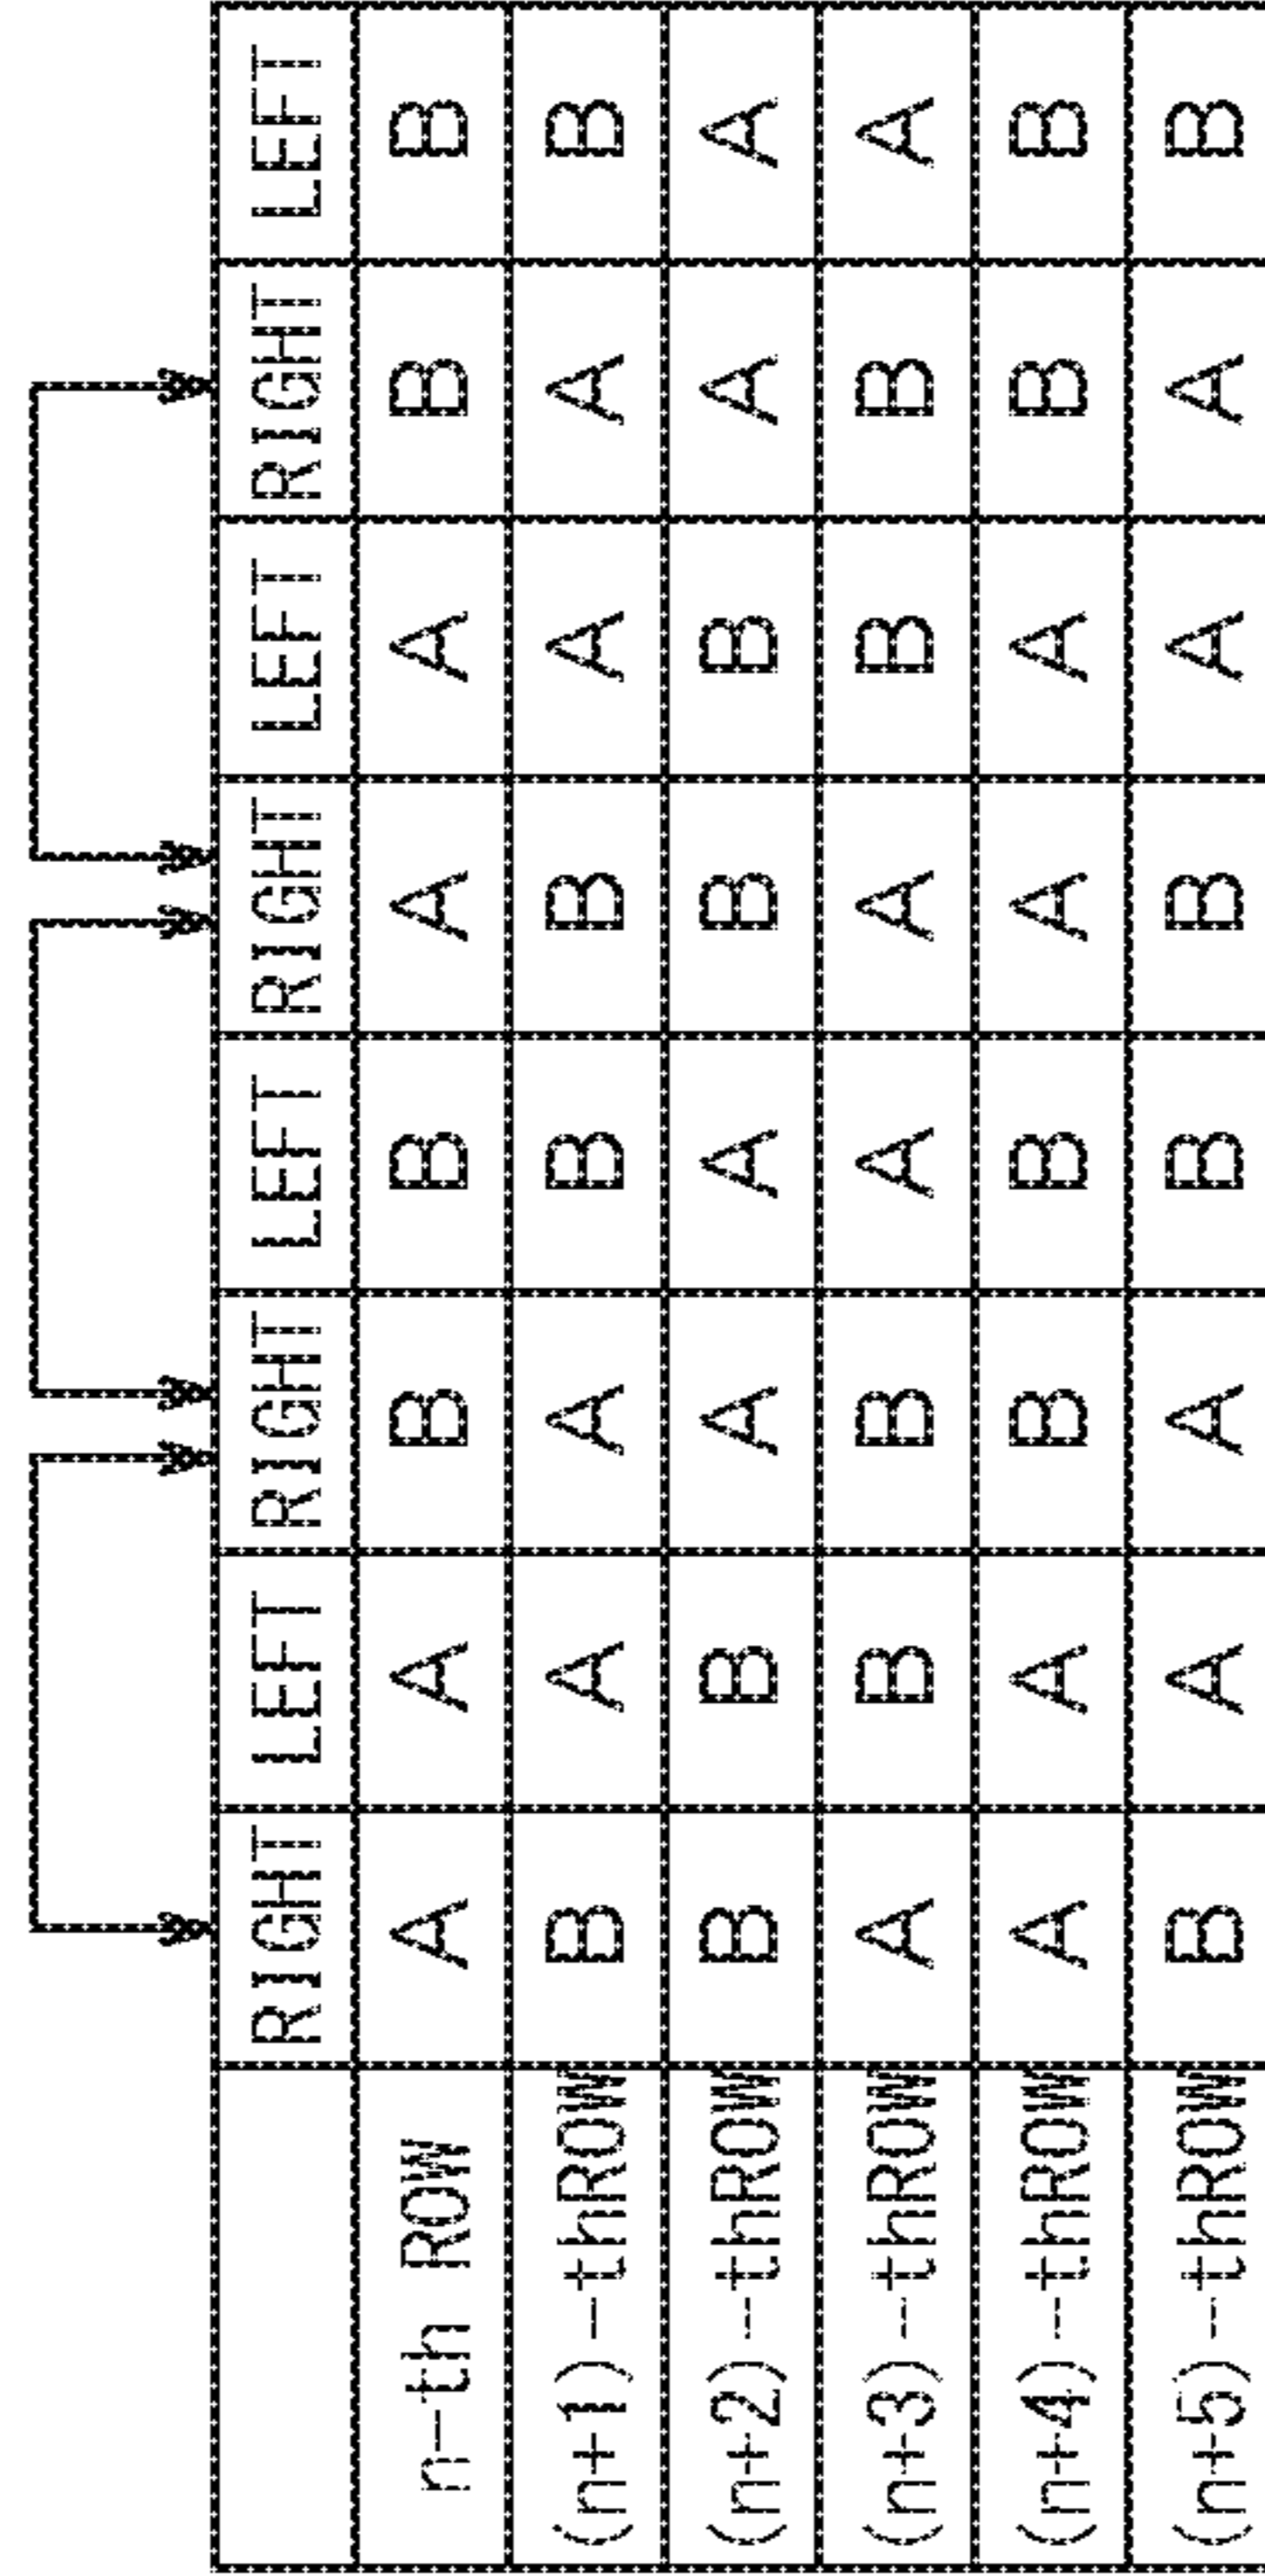 RIGHT LEFT RIGHT LEFT RIGHT LEFT RIGHT LEFT
n-th ROW A A B B A A B B
(n+1)-thROW B A A B B A A B
(n+2)-thROW B B A A B B A A
(n+3)-thROW A B B A A B B A
(n+4)-thROW A A B B A A B B
(n+5)-thROW B A A B B A A B